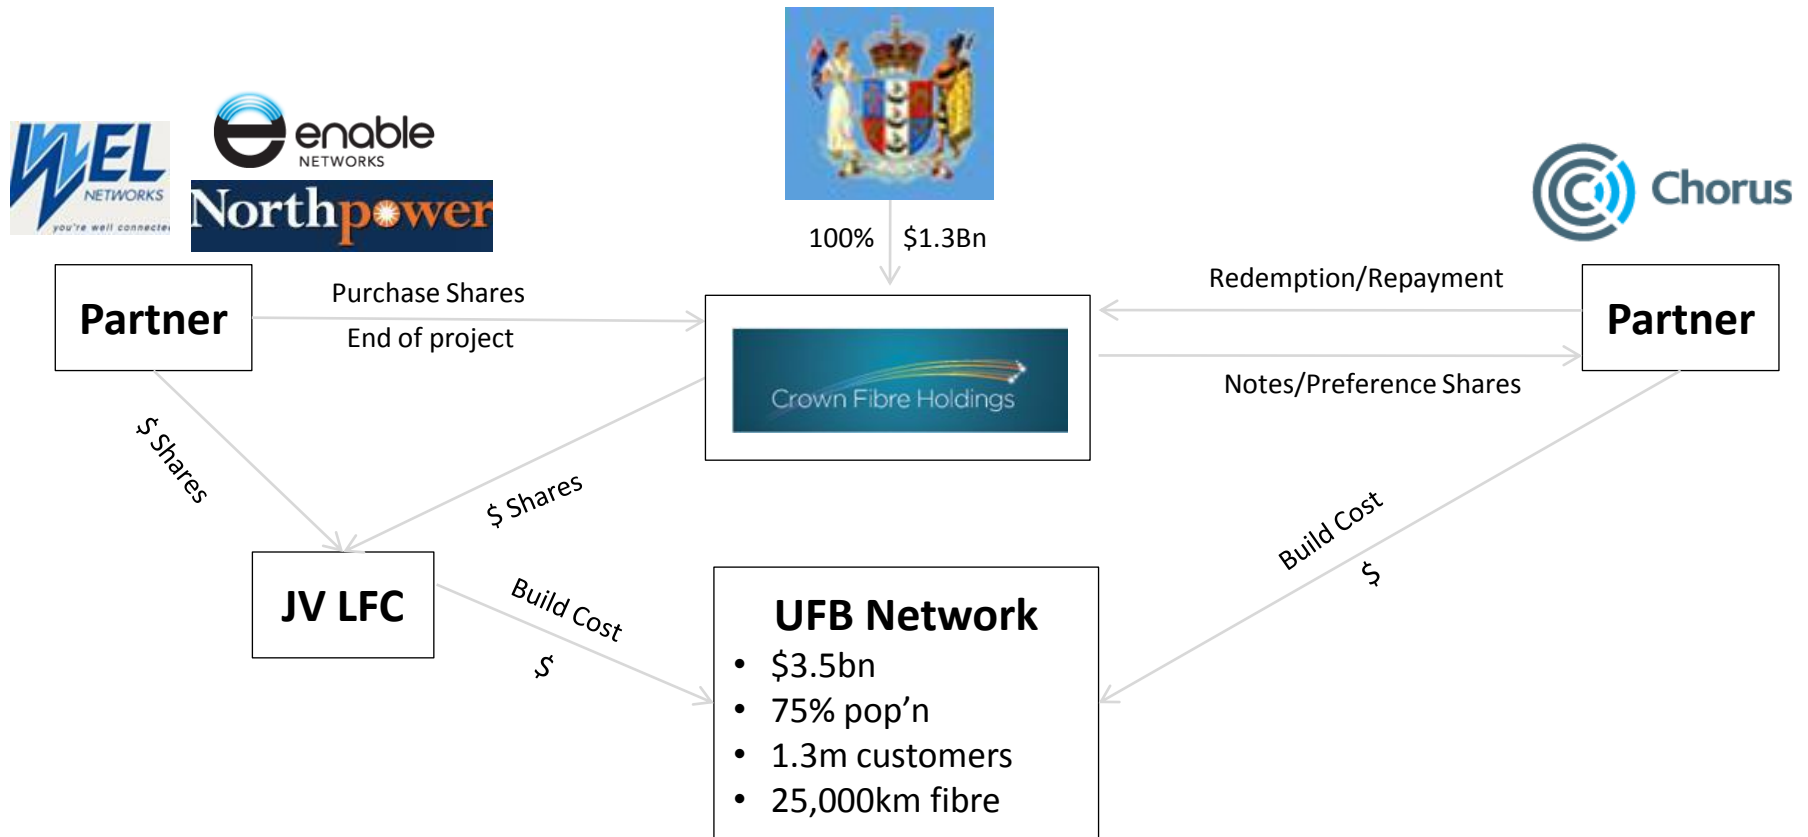 WEL
NETWORKS
you're well connected
enable
NETWORKS
Northpower
100%
$1.3Bn
Chorus
Partner
Purchase Shares
End of project
Crown Fibre Holdings
Redemption/Repayment
Notes/Preference Shares
Partner
$ Shares
$ Shares
JV LFC
Build Cost
$
Build Cost
$
UFB Network
• $3.5bn
• 75% pop’n
• 1.3m customers
• 25,000km fibre